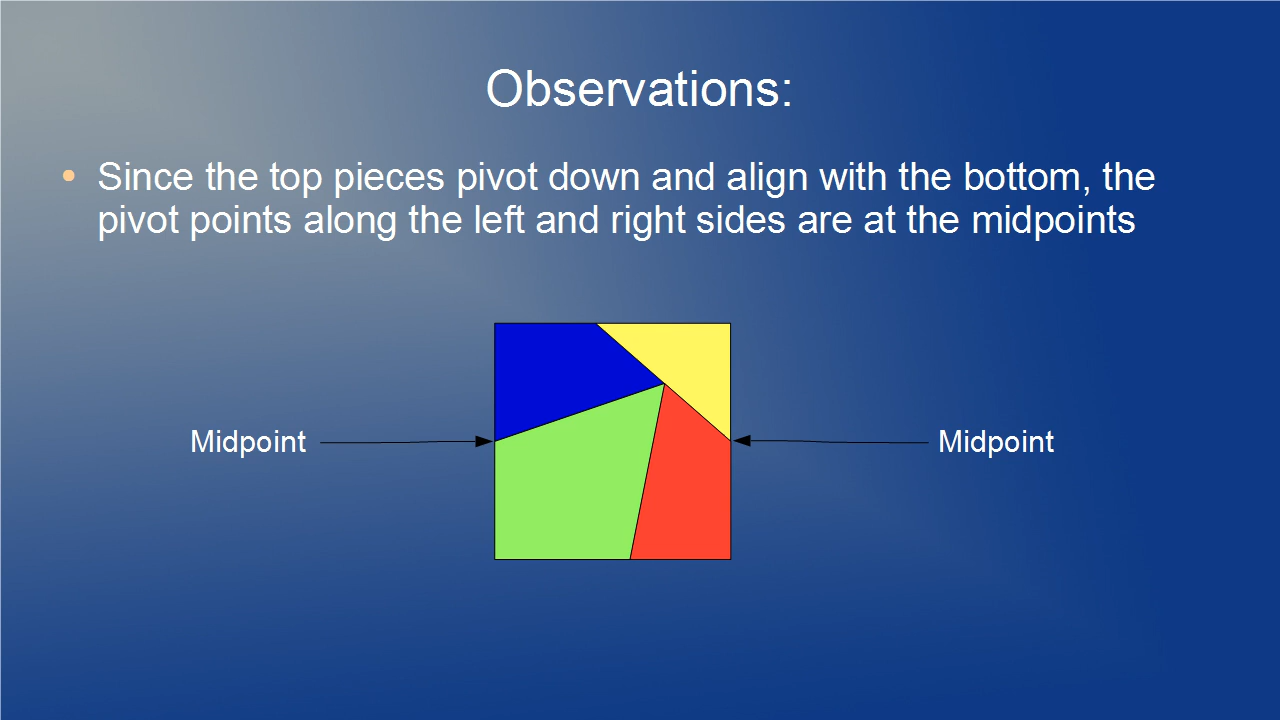 Observations:
• Since the top pieces pivot down and align with the bottom, the
pivot points along the left and right sides are at the midpoints
Midpoint
Midpoint